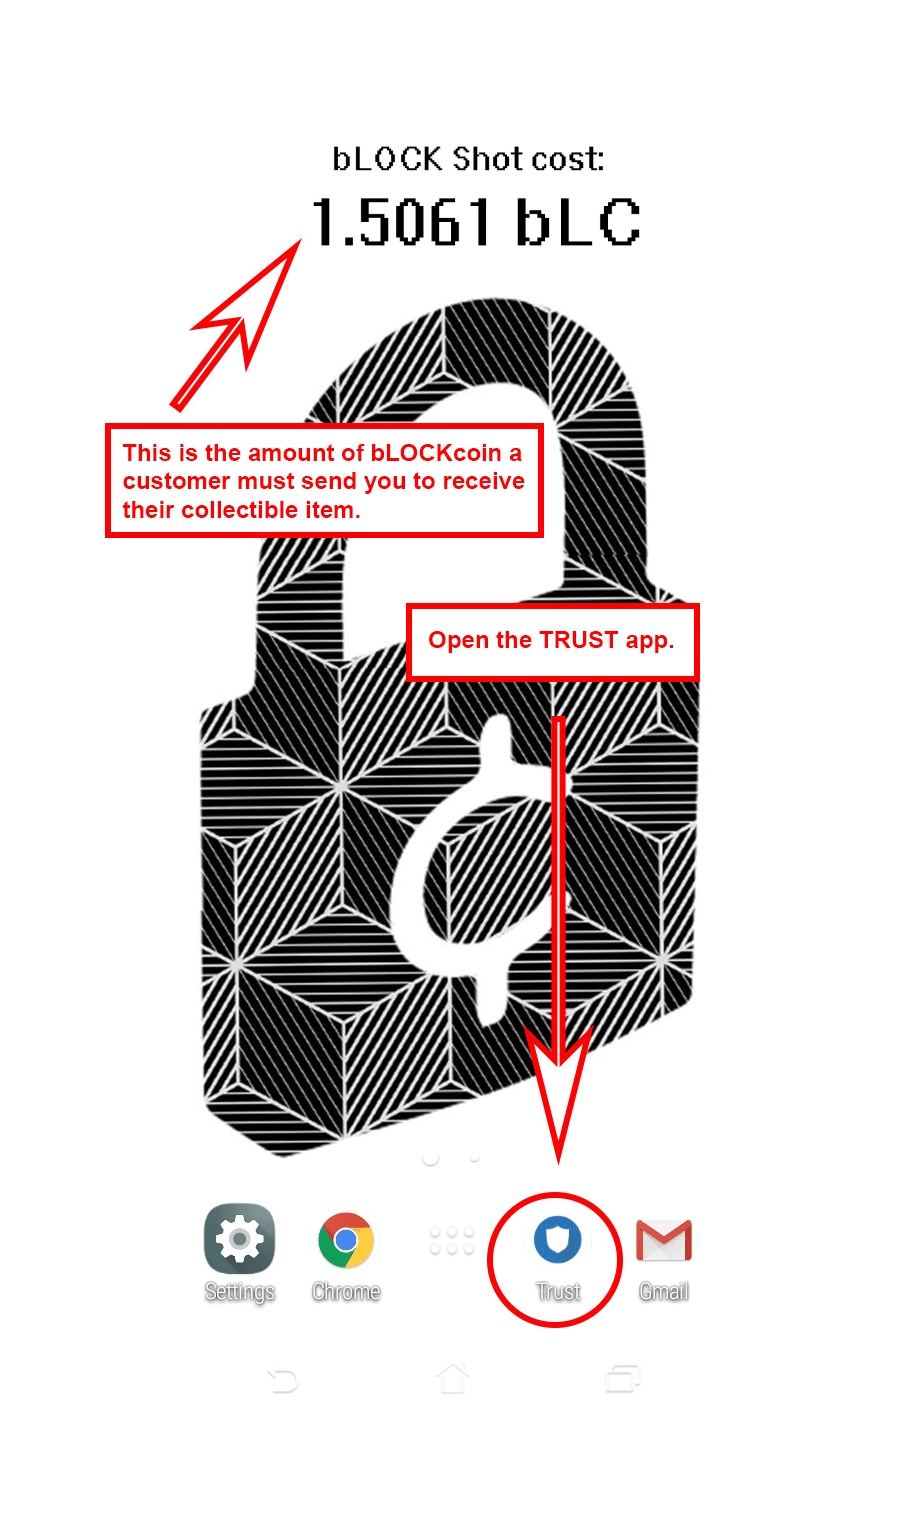 bLOCK Shot cost:
1.5061 bLC
This is the amount of bLOCKcoin a
customer must send you to receive
their collectible item.
Open the TRUST app.
Settings
Chrome
Trust
Gmail